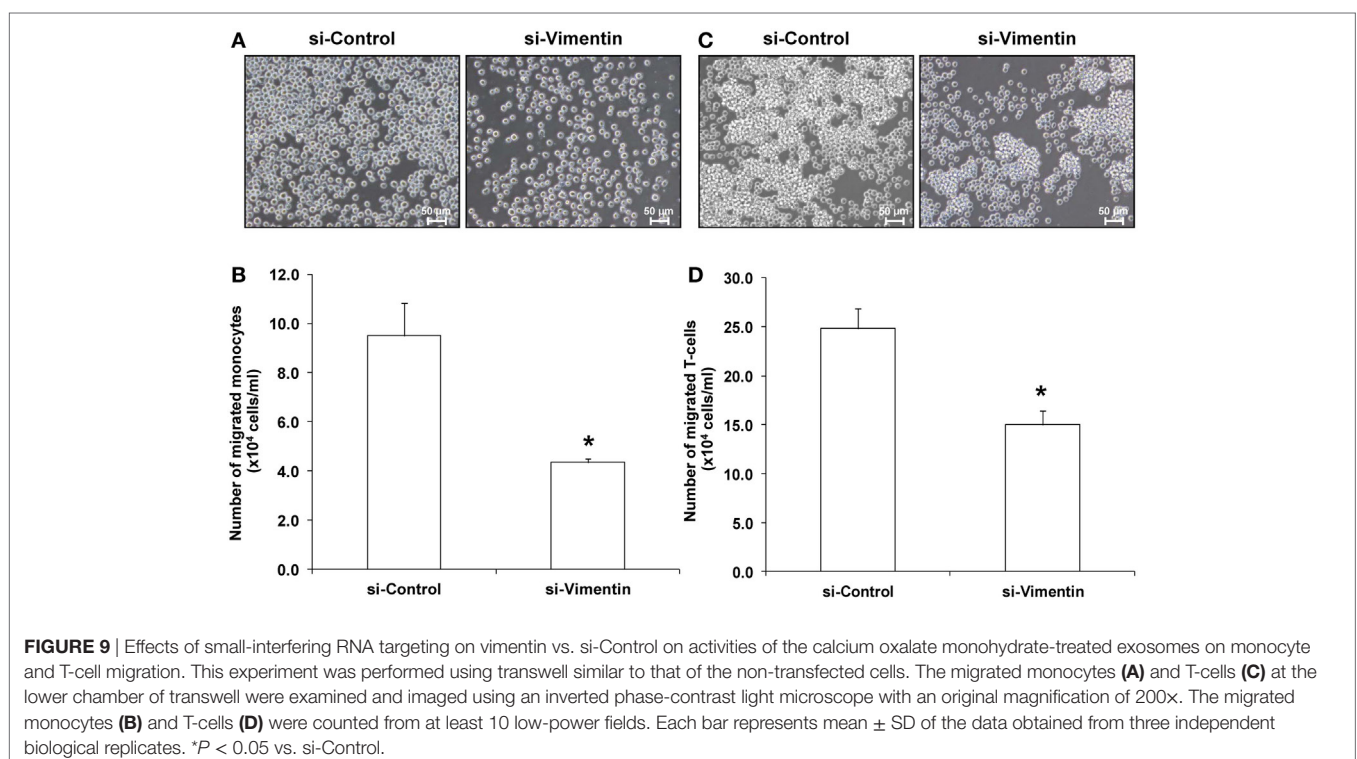 A si-Control si-Vimentin C si-Control si-Vimentin
50 µm 50 µm 50 µm 50 µm
B
Number of migrated monocytes
(x10⁴ cells/ml)
12.0
10.0
8.0
6.0
4.0
2.0
0.0
*
si-Control si-Vimentin
D
Number of migrated T-cells
(x10⁴ cells/ml)
30.0
25.0
20.0
15.0
10.0
5.0
0.0
*
si-Control si-Vimentin
FIGURE 9 | Effects of small-interfering RNA targeting on vimentin vs. si-Control on activities of the calcium oxalate monohydrate-treated exosomes on monocyte
and T-cell migration. This experiment was performed using transwell similar to that of the non-transfected cells. The migrated monocytes (A) and T-cells (C) at the
lower chamber of transwell were examined and imaged using an inverted phase-contrast light microscope with an original magnification of 200×. The migrated
monocytes (B) and T-cells (D) were counted from at least 10 low-power fields. Each bar represents mean ± SD of the data obtained from three independent
biological replicates. *P < 0.05 vs. si-Control.